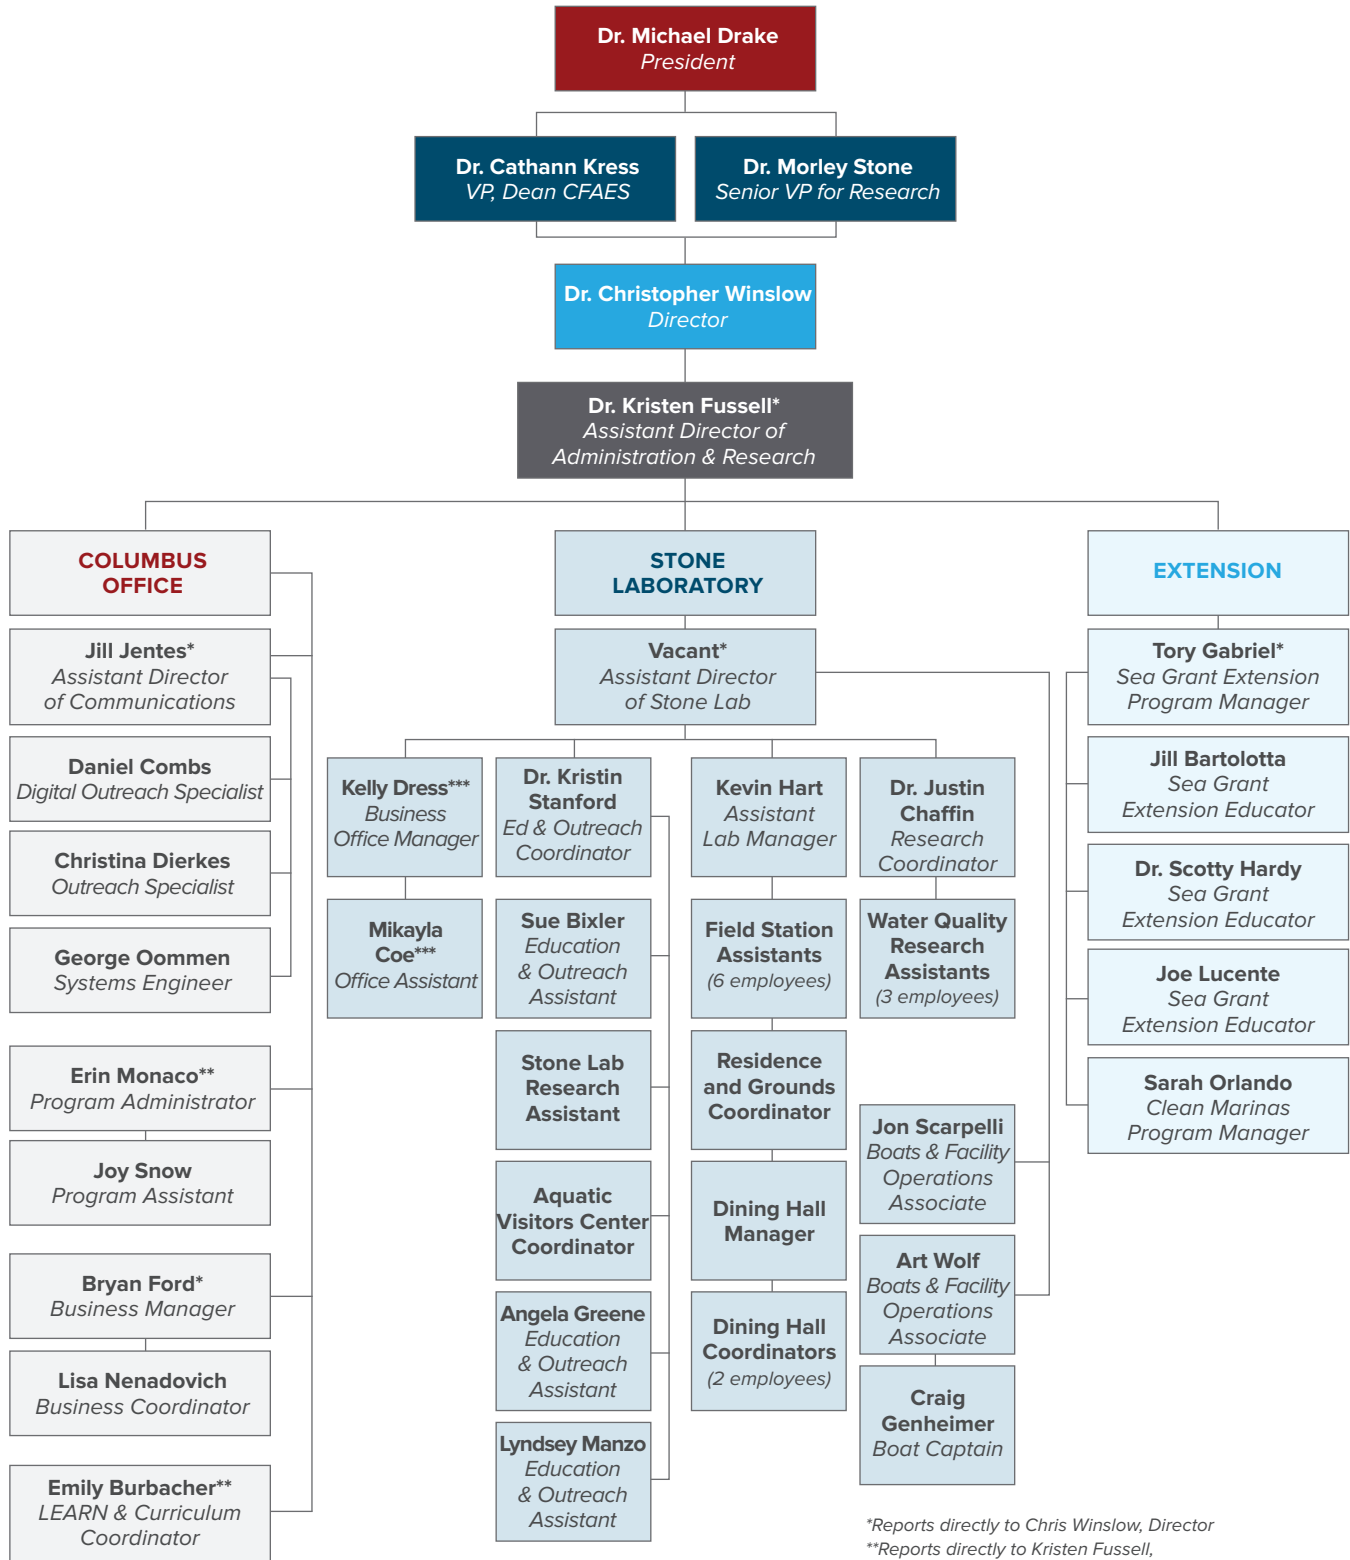 Dr. Michael Drake
President
Dr. Cathann Kress
VP, Dean CFAES
Dr. Morley Stone
Senior VP for Research
Dr. Christopher Winslow
Director
Dr. Kristen Fussell*
Assistant Director of
Administration & Research
COLUMBUS
OFFICE
Jill Jentes*
Assistant Director
of Communications
Daniel Combs
Digital Outreach Specialist
Christina Dierkes
Outreach Specialist
George Oommen
Systems Engineer
Erin Monaco**
Program Administrator
Joy Snow
Program Assistant
Bryan Ford*
Business Manager
Lisa Nenadovich
Business Coordinator
Emily Burbacher**
LEARN & Curriculum
Coordinator
STONE
LABORATORY
Vacant*
Assistant Director
of Stone Lab
Kelly Dress***
Business
Office Manager
Mikayla
Coe***
Office Assistant
Dr. Kristin
Stanford
Ed & Outreach
Coordinator
Sue Bixler
Education
& Outreach
Assistant
Stone Lab
Research
Assistant
Aquatic
Visitors Center
Coordinator
Angela Greene
Education
& Outreach
Assistant
Lyndsey Manzo
Education
& Outreach
Assistant
Kevin Hart
Assistant
Lab Manager
Field Station
Assistants
(6 employees)
Residence
and Grounds
Coordinator
Dining Hall
Manager
Dining Hall
Coordinators
(2 employees)
Dr. Justin
Chaffin
Research
Coordinator
Water Quality
Research
Assistants
(3 employees)
Jon Scarpelli
Boats & Facility
Operations
Associate
Art Wolf
Boats & Facility
Operations
Associate
Craig
Genheimer
Boat Captain
EXTENSION
Tory Gabriel*
Sea Grant Extension
Program Manager
Jill Bartolotta
Sea Grant
Extension Educator
Dr. Scotty Hardy
Sea Grant
Extension Educator
Joe Lucente
Sea Grant
Extension Educator
Sarah Orlando
Clean Marinas
Program Manager
*Reports directly to Chris Winslow, Director
**Reports directly to Kristen Fussell,